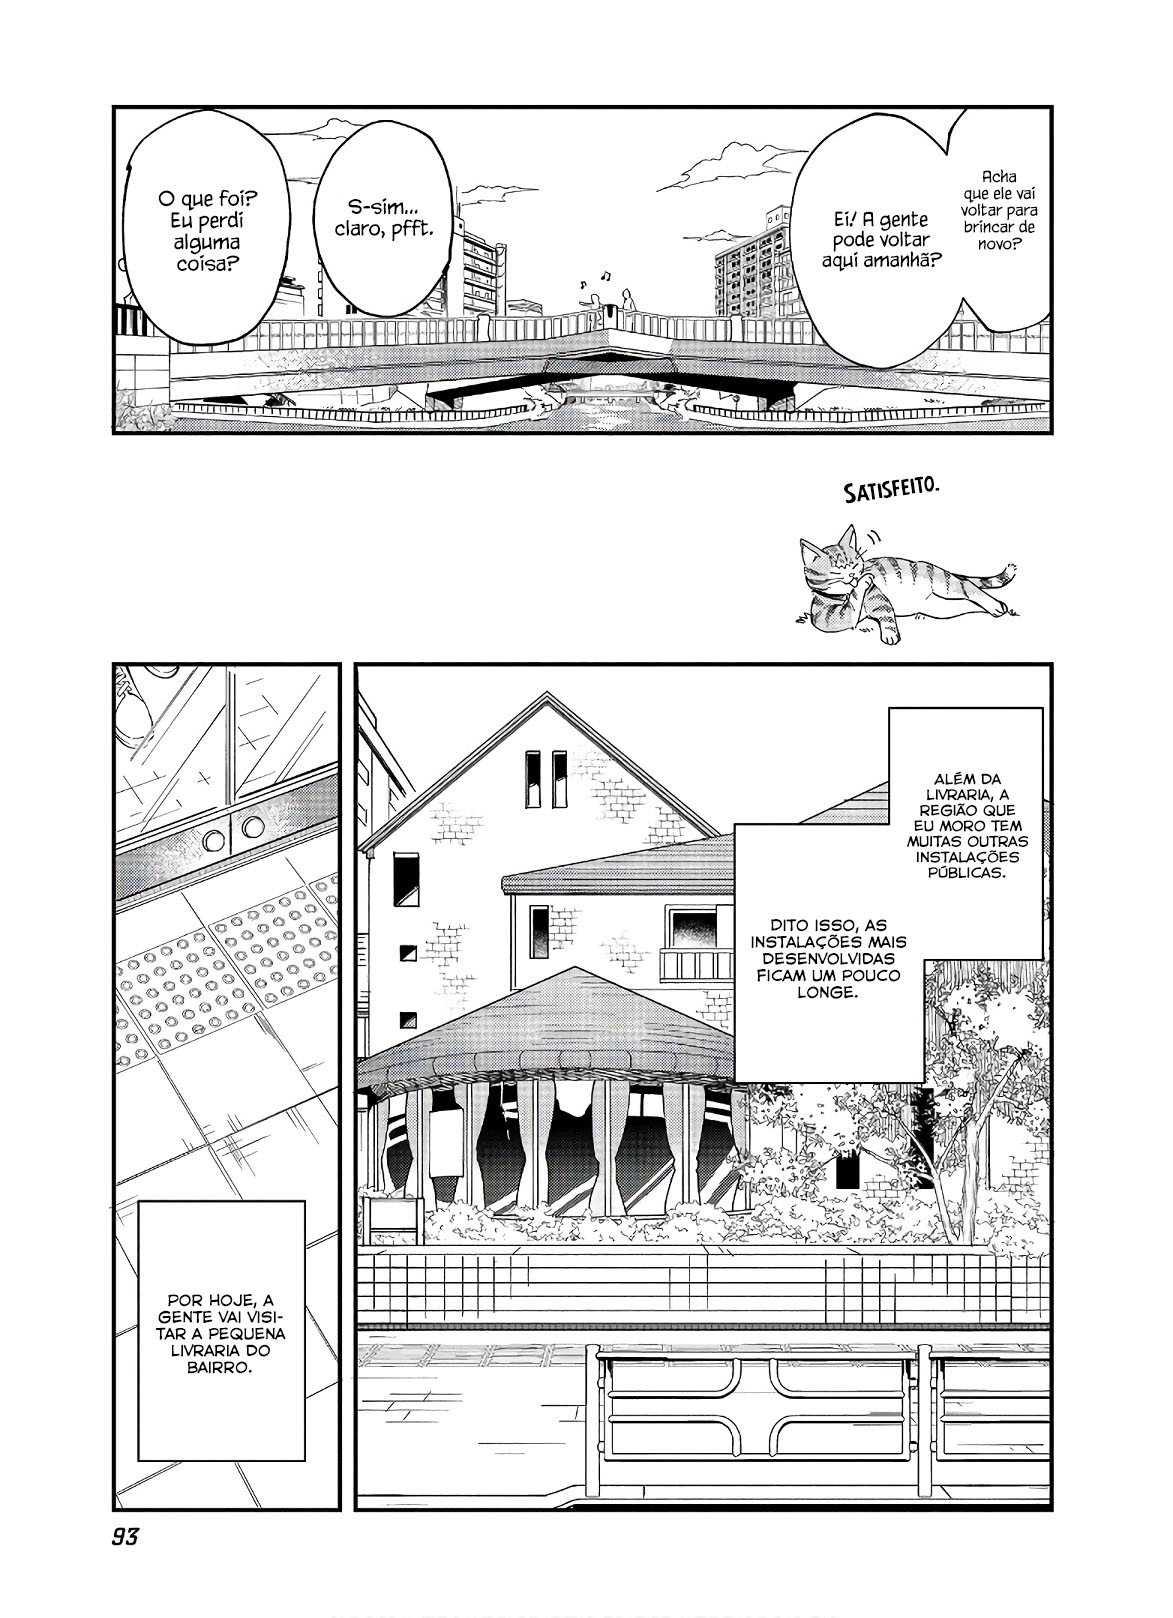 Acha
que ele vai
voltar para
brincar de
novo?
Ei! A gente
pode voltar
aqui amanhã?
S-sim...
claro, pfft.
O que foi?
Eu perdi
alguma
coisa?
SATISFEITO.
ALÉM DA
LIVRARIA, A
REGIÃO QUE
EU MORO TEM
MUITAS OUTRAS
INSTALAÇÕES
PÚBLICAS.
DITO ISSO, AS
INSTALAÇÕES MAIS
DESENVOLVIDAS
FICAM UM POUCO
LONGE.
POR HOJE, A
GENTE VAI VISI-
TAR A PEQUENA
LIVRARIA DO
BAIRRO.
93